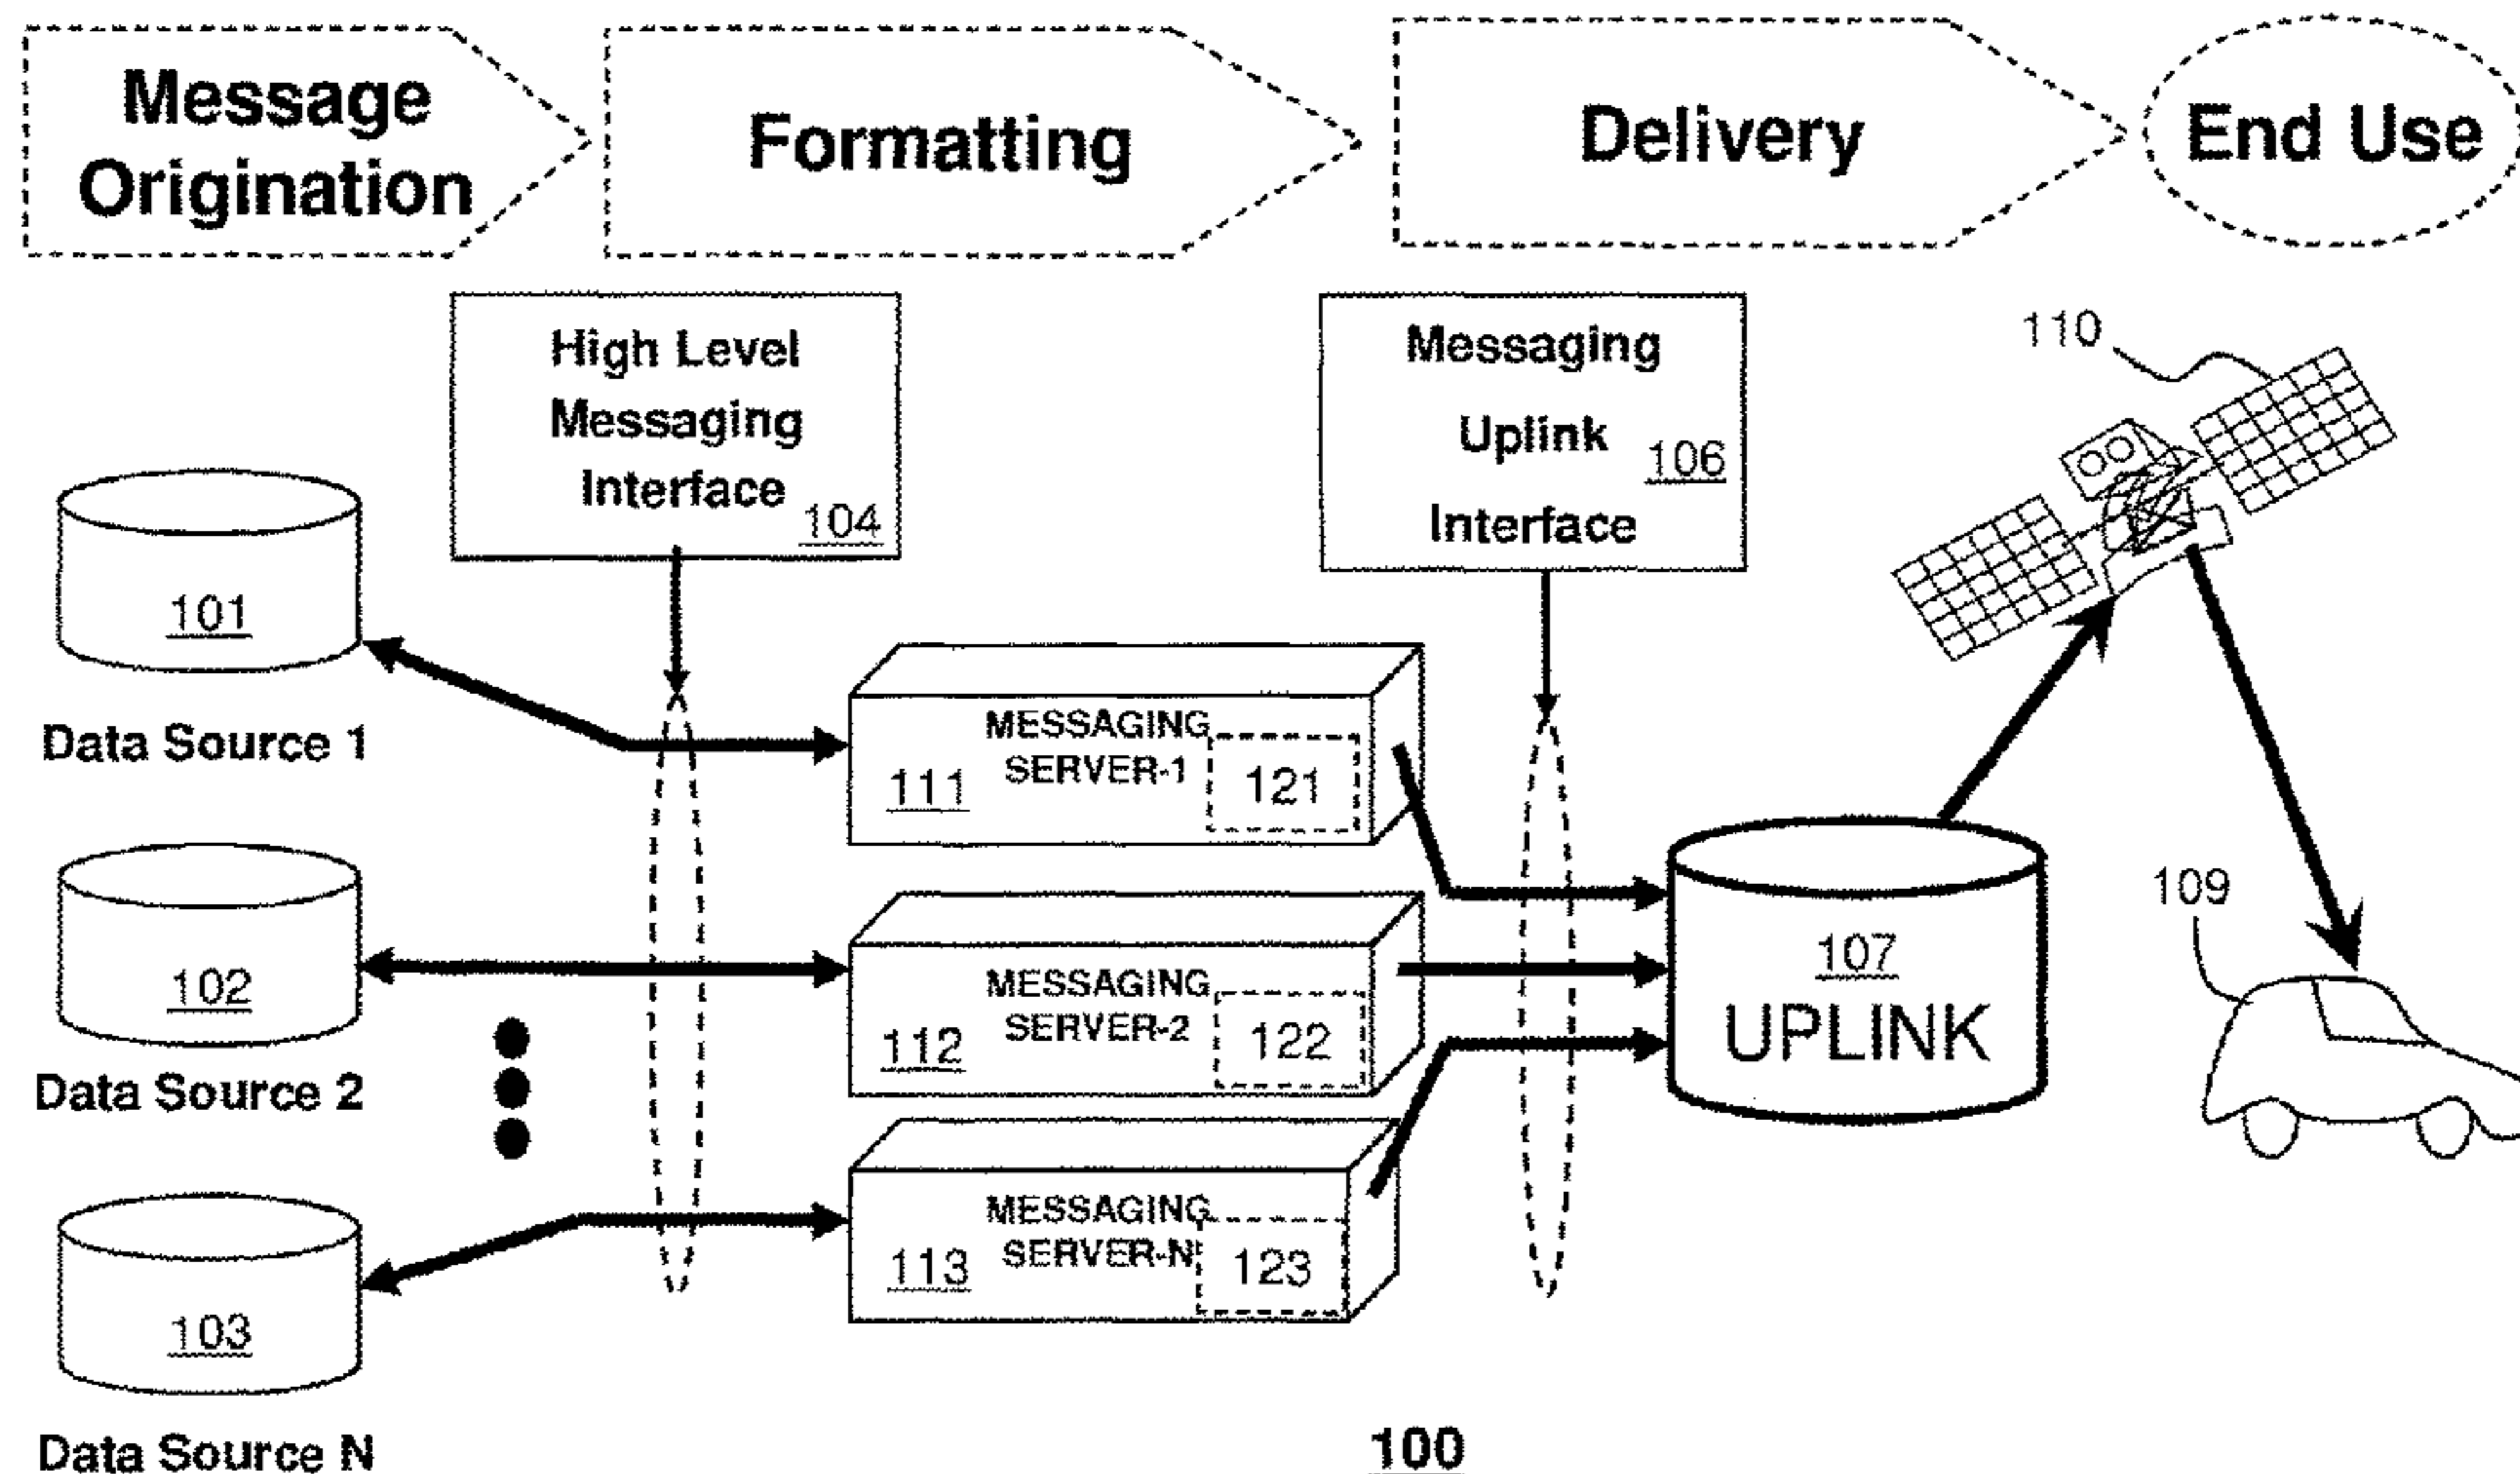 Message
Origination
Formatting
Delivery
End Use
High Level
Messaging
Interface
104
Messaging
Uplink
106
Interface
110
101
Data Source 1
MESSAGING
SERVER-1
111
121
102
Data Source 2
MESSAGING
SERVER-2
112
122
107
UPLINK
109
103
Data Source N
MESSAGING
SERVER-N
113
123
100